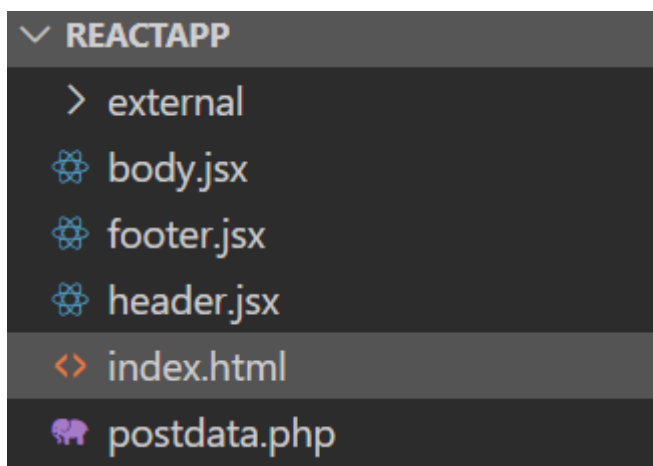 REACTAPP
external
body.jsx
footer.jsx
header.jsx
index.html
postdata.php